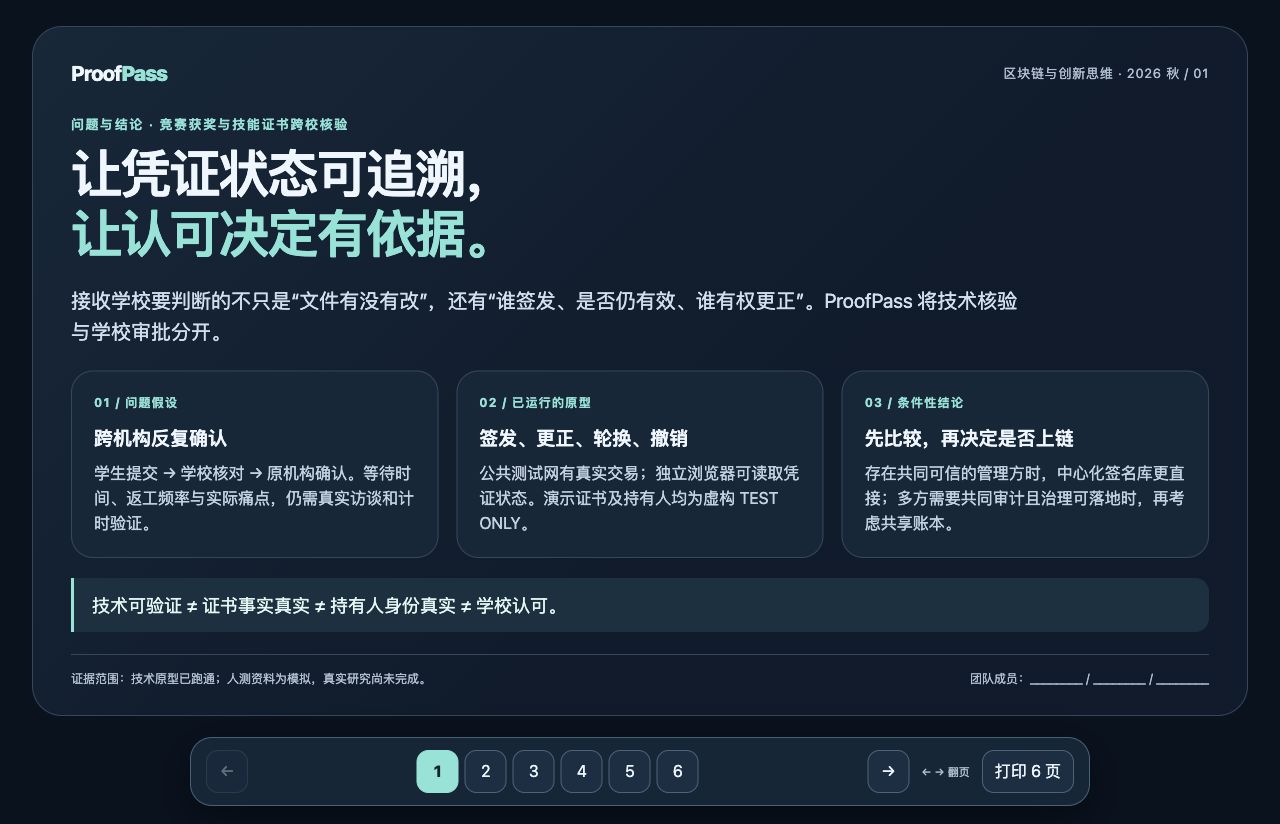 ProofPass
区块链与创新思维 · 2026 秋 / 01
问题与结论 · 竞赛获奖与技能证书跨校核验
让凭证状态可追溯，
让认可决定有依据。
接收学校要判断的不只是“文件有没有改”，还有“谁签发、是否仍有效、谁有权更正”。ProofPass 将技术核验
与学校审批分开。
01 / 问题假设
跨机构反复确认
学生提交 → 学校核对 → 原机构确认。等待时
间、返工频率与实际痛点，仍需真实访谈和计
时验证。
02 / 已运行的原型
签发、更正、轮换、撤销
公共测试网有真实交易；独立浏览器可读取凭
证状态。演示证书及持有人均为虚构 TEST
ONLY。
03 / 条件性结论
先比较，再决定是否上链
存在共同可信的管理方时，中心化签名库更直
接；多方需要共同审计且治理可落地时，再考
虑共享账本。
技术可验证 ≠ 证书事实真实 ≠ 持有人身份真实 ≠ 学校认可。
证据范围：技术原型已跑通；人测资料为模拟，真实研究尚未完成。
团队成员：________ / ________ / ________
← 1 2 3 4 5 6 → ← → 翻页 打印 6 页